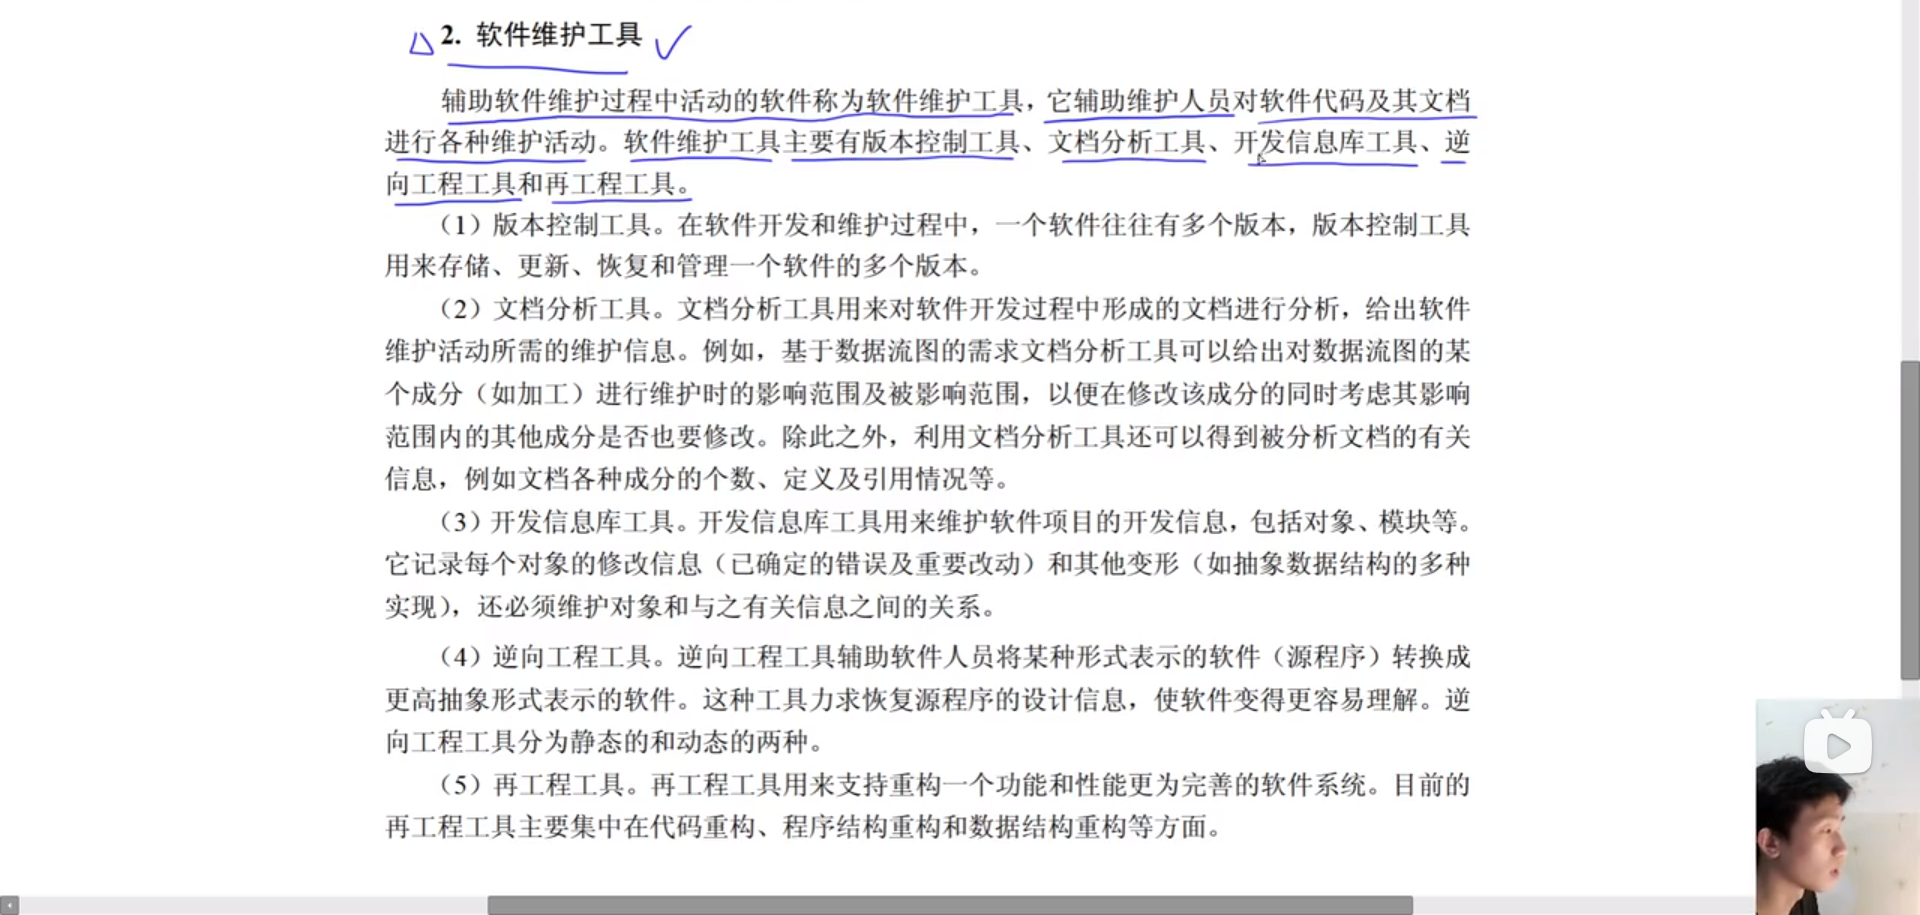 2. 软件维护工具
辅助软件维护过程中活动的软件称为软件维护工具，它辅助维护人员对软件代码及其文档
进行各种维护活动。软件维护工具主要有版本控制工具、文档分析工具、开发信息库工具、逆
向工程工具和再工程工具。
（1）版本控制工具。在软件开发和维护过程中，一个软件往往有多个版本，版本控制工具
用来存储、更新、恢复和管理一个软件的多个版本。
（2）文档分析工具。文档分析工具用来对软件开发过程中形成的文档进行分析，给出软件
维护活动所需的维护信息。例如，基于数据流图的需求文档分析工具可以给出对数据流图的某
个成分（如加工）进行维护时的影响范围及被影响范围，以便在修改该成分的同时考虑其影响
范围内的其他成分是否也要修改。除此之外，利用文档分析工具还可以得到被分析文档的有关
信息，例如文档各种成分的个数、定义及引用情况等。
（3）开发信息库工具。开发信息库工具用来维护软件项目的开发信息，包括对象、模块等。
它记录每个对象的修改信息（已确定的错误及重要改动）和其他变形（如抽象数据结构的多种
实现），还必须维护对象和与之有关信息之间的关系。
（4）逆向工程工具。逆向工程工具辅助软件人员将某种形式表示的软件（源程序）转换成
更高抽象形式表示的软件。这种工具力求恢复源程序的设计信息，使软件变得更容易理解。逆
向工程工具分为静态的和动态的两种。
（5）再工程工具。再工程工具用来支持重构一个功能和性能更为完善的软件系统。目前的
再工程工具主要集中在代码重构、程序结构重构和数据结构重构等方面。